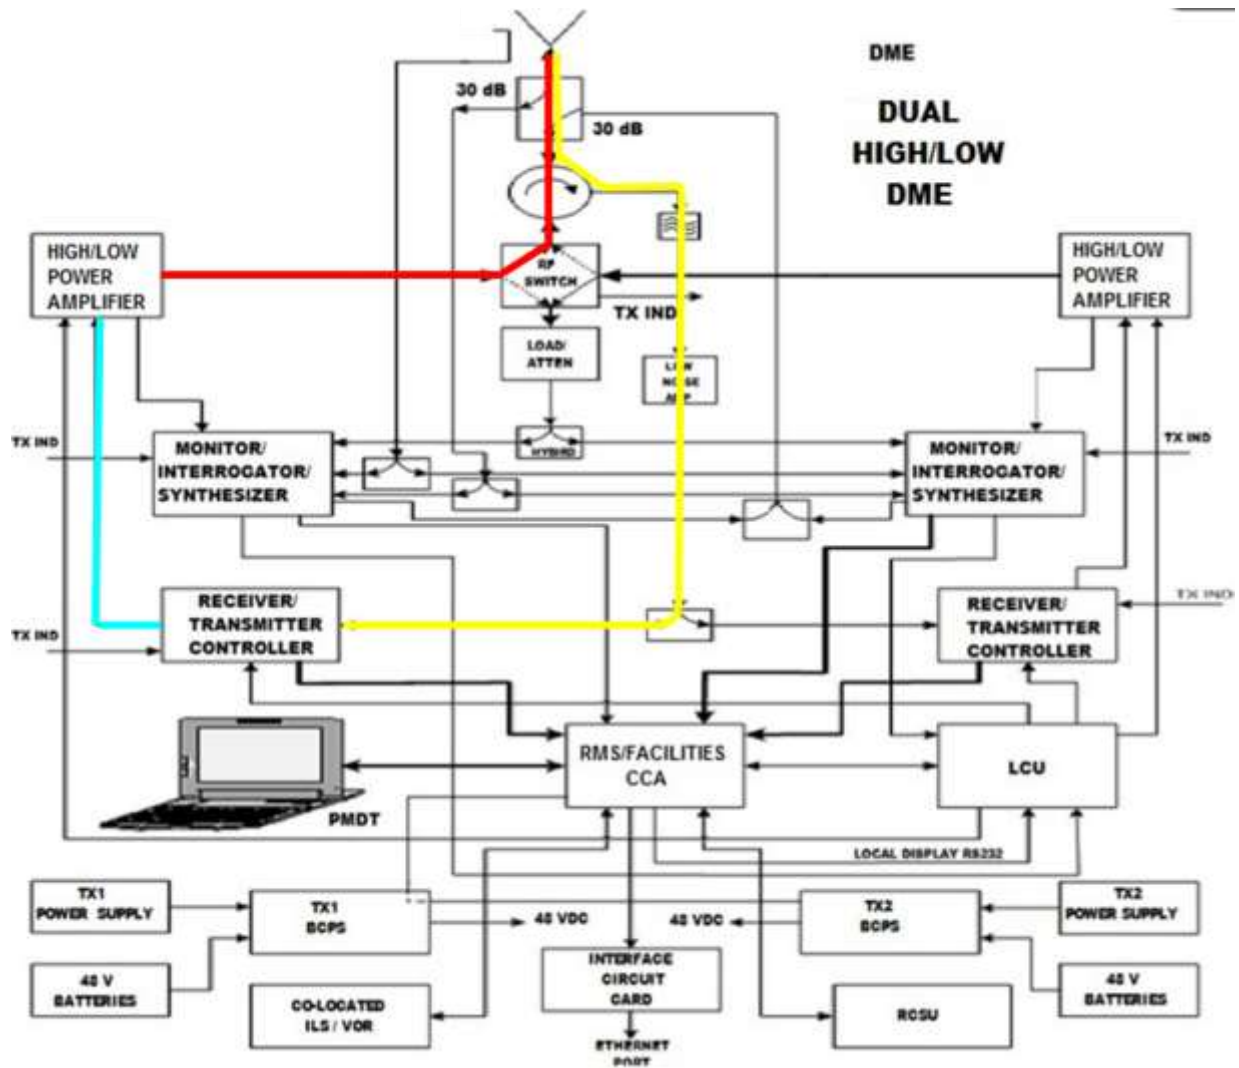 DME
DUAL
HIGH/LOW
DME
30 dB
30 dB
HIGH/LOW
POWER
AMPLIFIER
RF
SWITCH
TX IND
HIGH/LOW
POWER
AMPLIFIER
LOAD/
ATTEN
LOW
NOISE
AMP
TX IND
MONITOR/
INTERROGATOR/
SYNTHESIZER
HYBIRD
MONITOR/
INTERROGATOR/
SYNTHESIZER
TX IND
TX IND
RECEIVER/
TRANSMITTER
CONTROLLER
RECEIVER/
TRANSMITTER
CONTROLLER
TX IND
PMDT
RMS/FACILITIES
CCA
LCU
LOCAL DISPLAY RS232
TX1
POWER SUPPLY
TX1
BCPS
48 VDC
48 VDC
TX2
BCPS
TX2
POWER SUPPLY
48 V
BATTERIES
CO-LOCATED
ILS / VOR
INTERFACE
CIRCUIT
CARD
RCSU
48 V
BATTERIES
ETHERNET
PORT